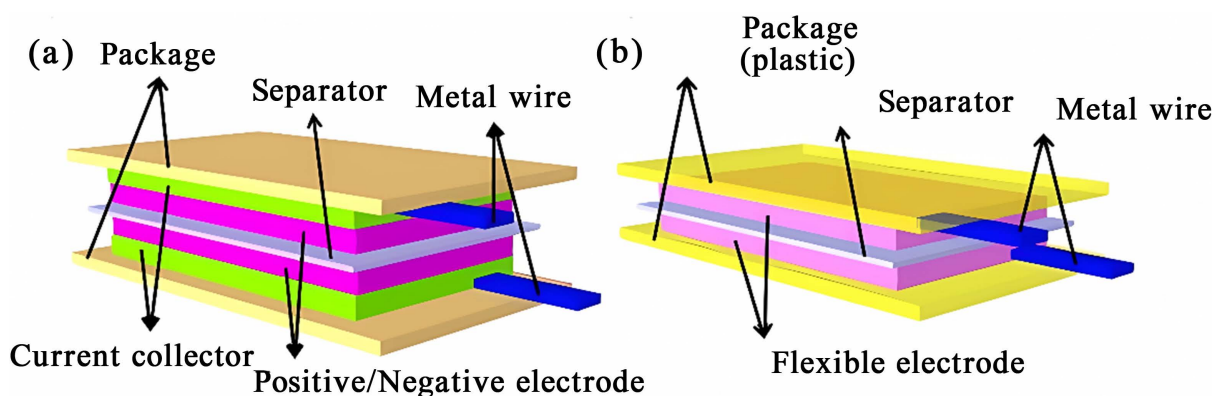 (a)
Package
Separator
Metal wire
Current collector
Positive/Negative electrode
(b)
Package
(plastic)
Separator
Metal wire
Flexible electrode